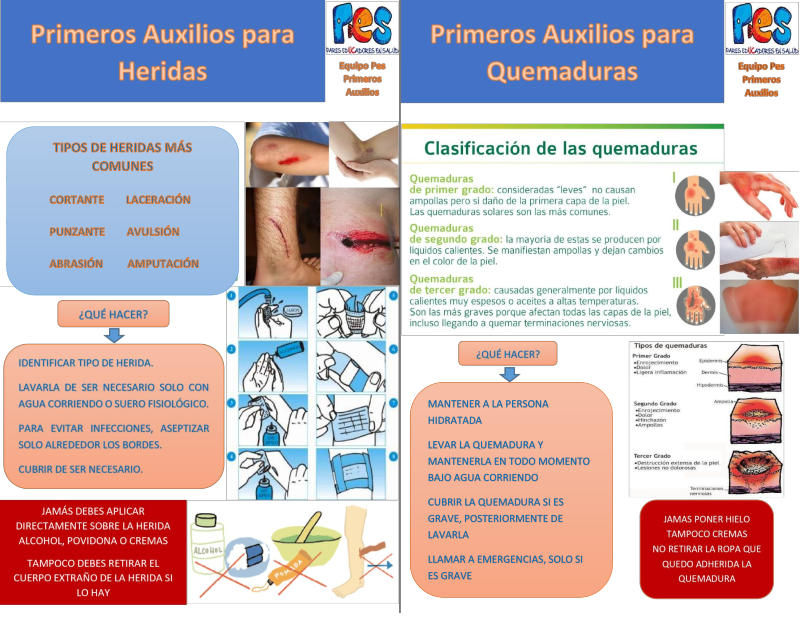 Primeros Auxilios para
Heridas
Pes
PARES EDUCADORES EN SALUD
Equipo Pes
Primeros
Auxilios
TIPOS DE HERIDAS MÁS
COMUNES
CORTANTE LACERACIÓN
PUNZANTE AVULSIÓN
ABRASIÓN AMPUTACIÓN
¿QUÉ HACER?
IDENTIFICAR TIPO DE HERIDA.
LAVARLA DE SER NECESARIO SOLO CON
AGUA CORRIENDO O SUERO FISIOLÓGICO.
PARA EVITAR INFECCIONES, ASEPTIZAR
SOLO ALREDEDOR LOS BORDES.
CUBRIR DE SER NECESARIO.
1
2
3
4
JAMÁS DEBES APLICAR
DIRECTAMENTE SOBRE LA HERIDA
ALCOHOL, POVIDONA O CREMAS
TAMPOCO DEBES RETIRAR EL
CUERPO EXTRAÑO DE LA HERIDA SI
LO HAY
ALCOHOL
POMADA
Primeros Auxilios para
Quemaduras
Pes
PARES EDUCADORES EN SALUD
Equipo Pes
Primeros
Auxilios
Clasificación de las quemaduras
Quemaduras
de primer grado: consideradas “leves” no causan
ampollas pero si daño de la primera capa de la piel.
Las quemaduras solares son las más comunes.
I
Quemaduras
de segundo grado: la mayoria de estas se producen por
liquidos calientes. Se manifiestan ampollas y dejan cambios
en el color de la piel.
II
Quemaduras
de tercer grado: causadas generalmente por liquidos
calientes muy espesos o aceites a altas temperaturas.
Son las más graves porque afectan todas las capas de la piel,
incluso llegando a quemar terminaciones nerviosas.
III
¿QUÉ HACER?
MANTENER A LA PERSONA
HIDRATADA
LEVAR LA QUEMADURA Y
MANTENERLA EN TODO MOMENTO
BAJO AGUA CORRIENDO
CUBRIR LA QUEMADURA SI ES
GRAVE, POSTERIORMENTE DE
LAVARLA
LLAMAR A EMERGENCIAS, SOLO SI
ES GRAVE
Tipos de quemaduras
Primer Grado
•Enrojecimiento
•Dolor
•Ligera inflamación
Epidermis
Dermis
Hipodermis
Segundo Grado
•Enrojecimiento
•Dolor
•Hinchazón
•Ampollas
Ampolla
Tercer Grado
•Destrucción extensa de la piel
•Lesiones no dolorosas
Terminaciones
nerviosas
JAMAS PONER HIELO
TAMPOCO CREMAS
NO RETIRAR LA ROPA QUE
QUEDO ADHERIDA LA
QUEMADURA